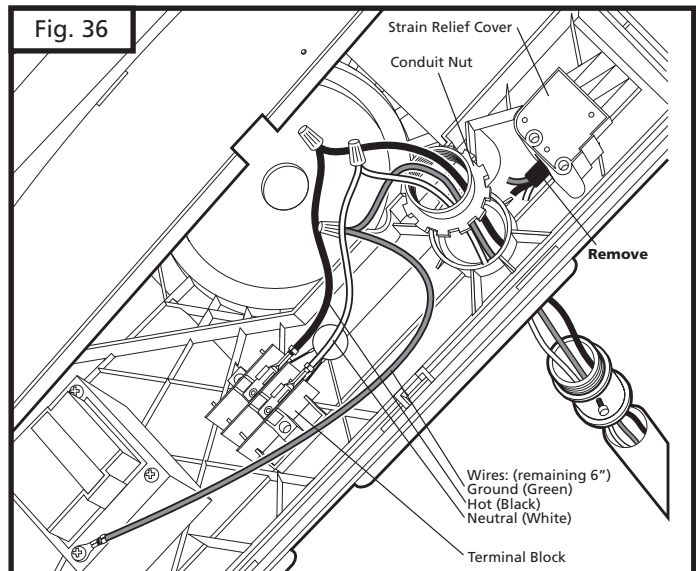 Fig. 36
Strain Relief Cover
Conduit Nut
Remove
Wires: (remaining 6”)
Ground (Green)
Hot (Black)
Neutral (White)
Terminal Block